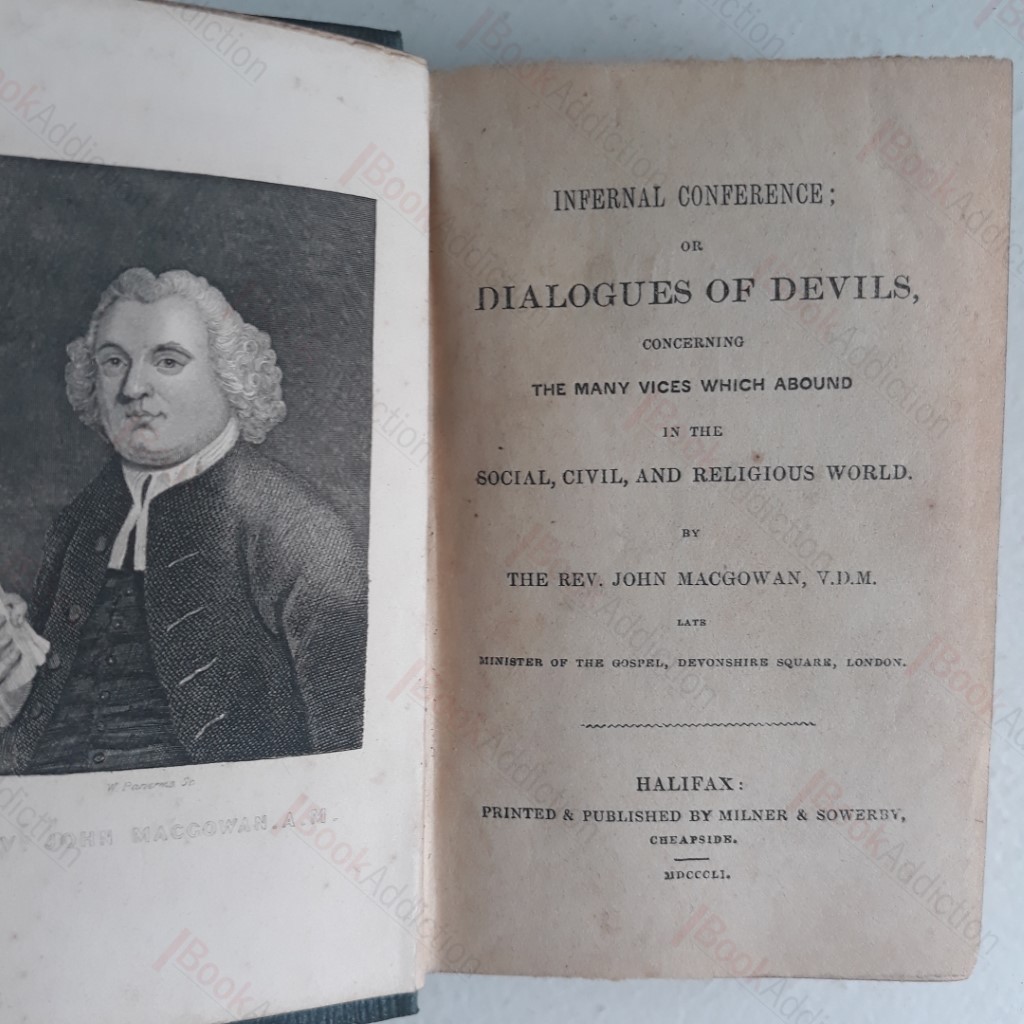 JOHN MACGOWAN. A.M.
INFERNAL CONFERENCE;
OR
DIALOGUES OF DEVILS,
CONCERNING
THE MANY VICES WHICH ABOUND
IN THE
SOCIAL, CIVIL, AND RELIGIOUS WORLD.
BY
THE REV. JOHN MACGOWAN, V.D.M.
LATE
MINISTER OF THE GOSPEL, DEVONSHIRE SQUARE, LONDON.
HALIFAX:
PRINTED & PUBLISHED BY MILNER & SOWERBY,
CHEAPSIDE.
MDCCCLI.
BookAddiction